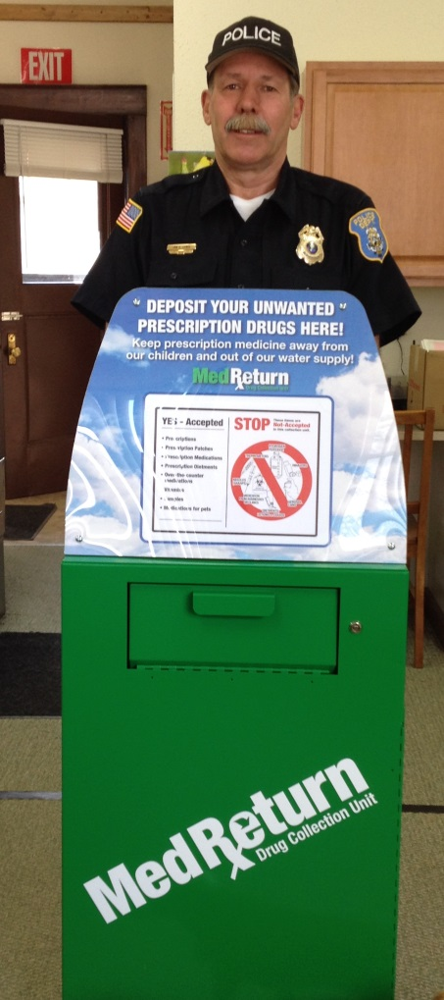 POLICE
EXIT
" DEPOSIT YOUR UNWANTED "
PRESCRIPTION DRUGS HERE!
Keep prescription medicine away from
our children and out of our water supply!
MedReturn
Drug Collection Unit
YES - Accepted
• Prescriptions
• Prescription Patches
• Prescription Medications
• Prescription Ointments
• Over-the-counter
medications
• Vitamins
• Samples
• Medications for pets
STOP
These Items are
Not-Accepted
in this collection unit.
MedReturn
Drug Collection Unit